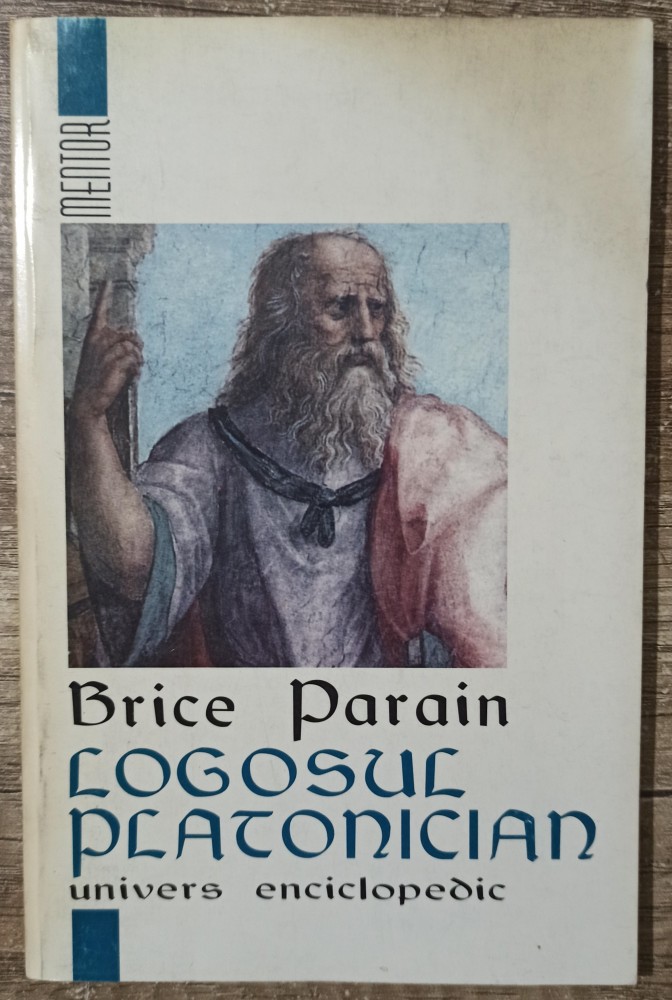 MENTOR
Brice Parain
LOGOSUL
PLATONICIAN
univers enciclopedic